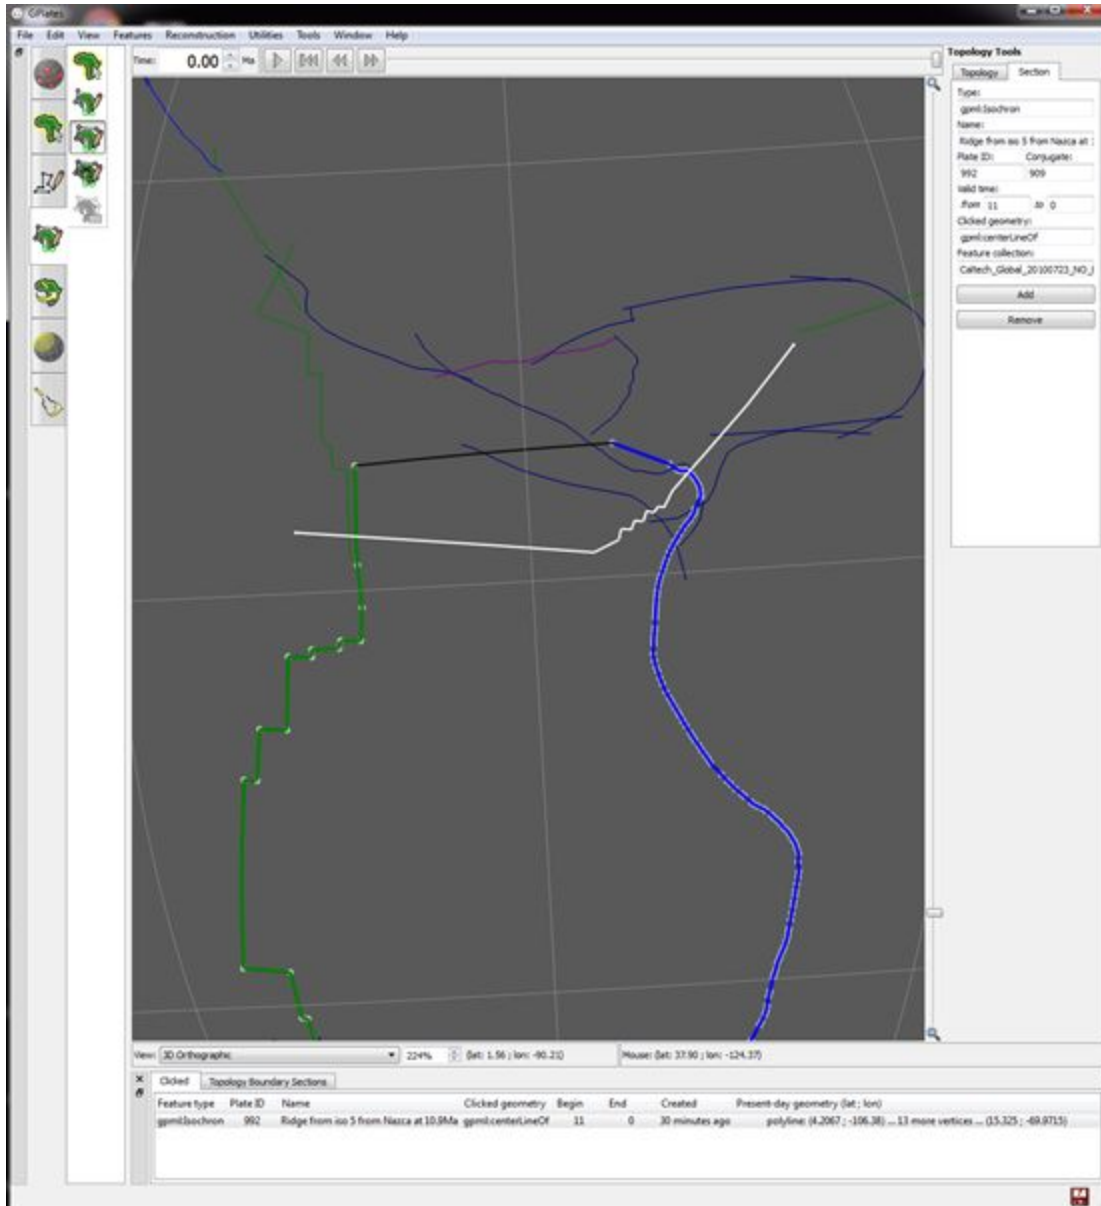 GPlates
File Edit View Features Reconstruction Utilities Tools Window Help
Time: 0.00 Ma
Topology Tools
Topology Section
Type:
gpml:Isochron
Name:
Ridge from iso 5 from Nazca at
Plate ID: Conjugate:
992 909
Valid time:
from 11 to 0
Clicked geometry:
gpml:centerLineOf
Feature collection:
Caltech_Global_20100723_NO_
Add
Remove
View: 3D Orthographic 224% (lat: 1.56 ; lon: -90.21) Mouse: (lat: 37.90 ; lon: -124.37)
Clicked Topology Boundary Sections
Feature type Plate ID Name Clicked geometry Begin End Created Present-day geometry (lat ; lon)
gpml:Isochron 992 Ridge from iso 5 from Nazca at 10.9Ma gpml:centerLineOf 11 0 30 minutes ago polyline: (4.2067 ; -106.38) ... 13 more vertices ... (15.325 ; -69.9715)